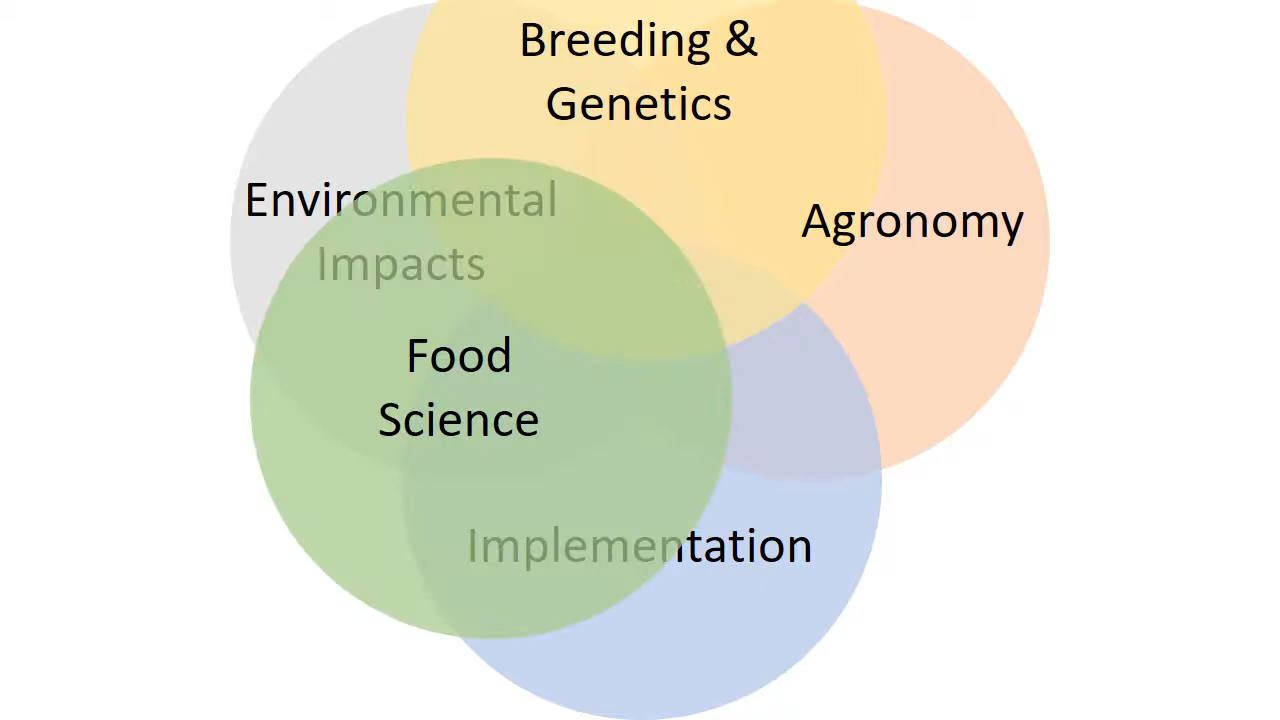 Breeding &
Genetics
Environmental
Impacts
Agronomy
Food
Science
Implementation